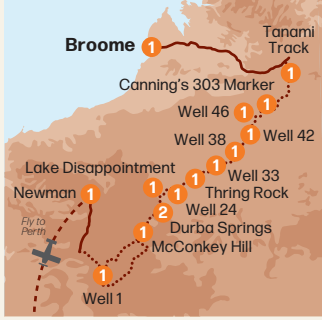 Tanami
Track
Broome
1
1
Canning's 303 Marker
1
Well 46
1
Well 42
1
Well 38
1
Well 33
1
Thring Rock
1
Lake Disappointment
1
Well 24
1
Newman
1
Durba Springs
2
McConkey Hill
1
Fly to
Perth
Well 1
1